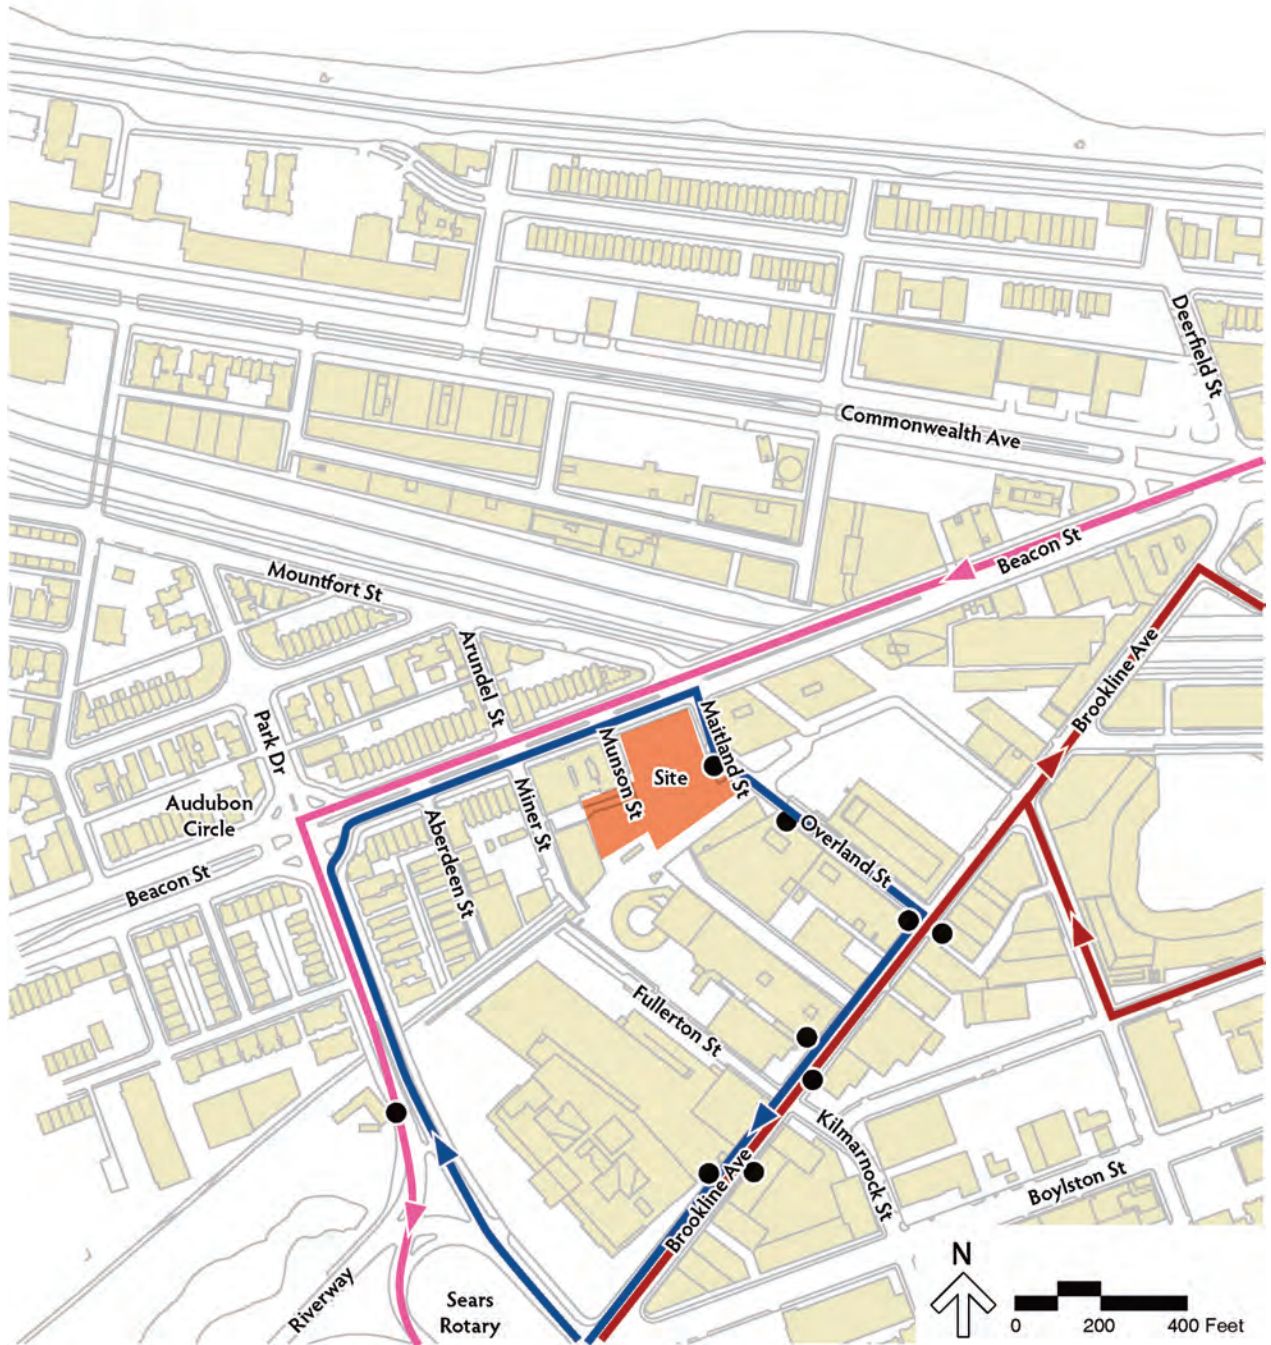 Deerfield St
Commonwealth Ave
Beacon St
Mountfort St
Arundel St
Brookline Ave
Park Dr
Maitland St
Munson St
Site
Miner St
Audubon
Circle
Aberdeen St
Overland St
Beacon St
Fullerton St
Kilmarnock St
Brookline Ave
Boylston St
Riverway
Sears
Rotary
N
0 200 400 Feet